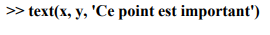 >> text(x, y, 'Ce point est important')